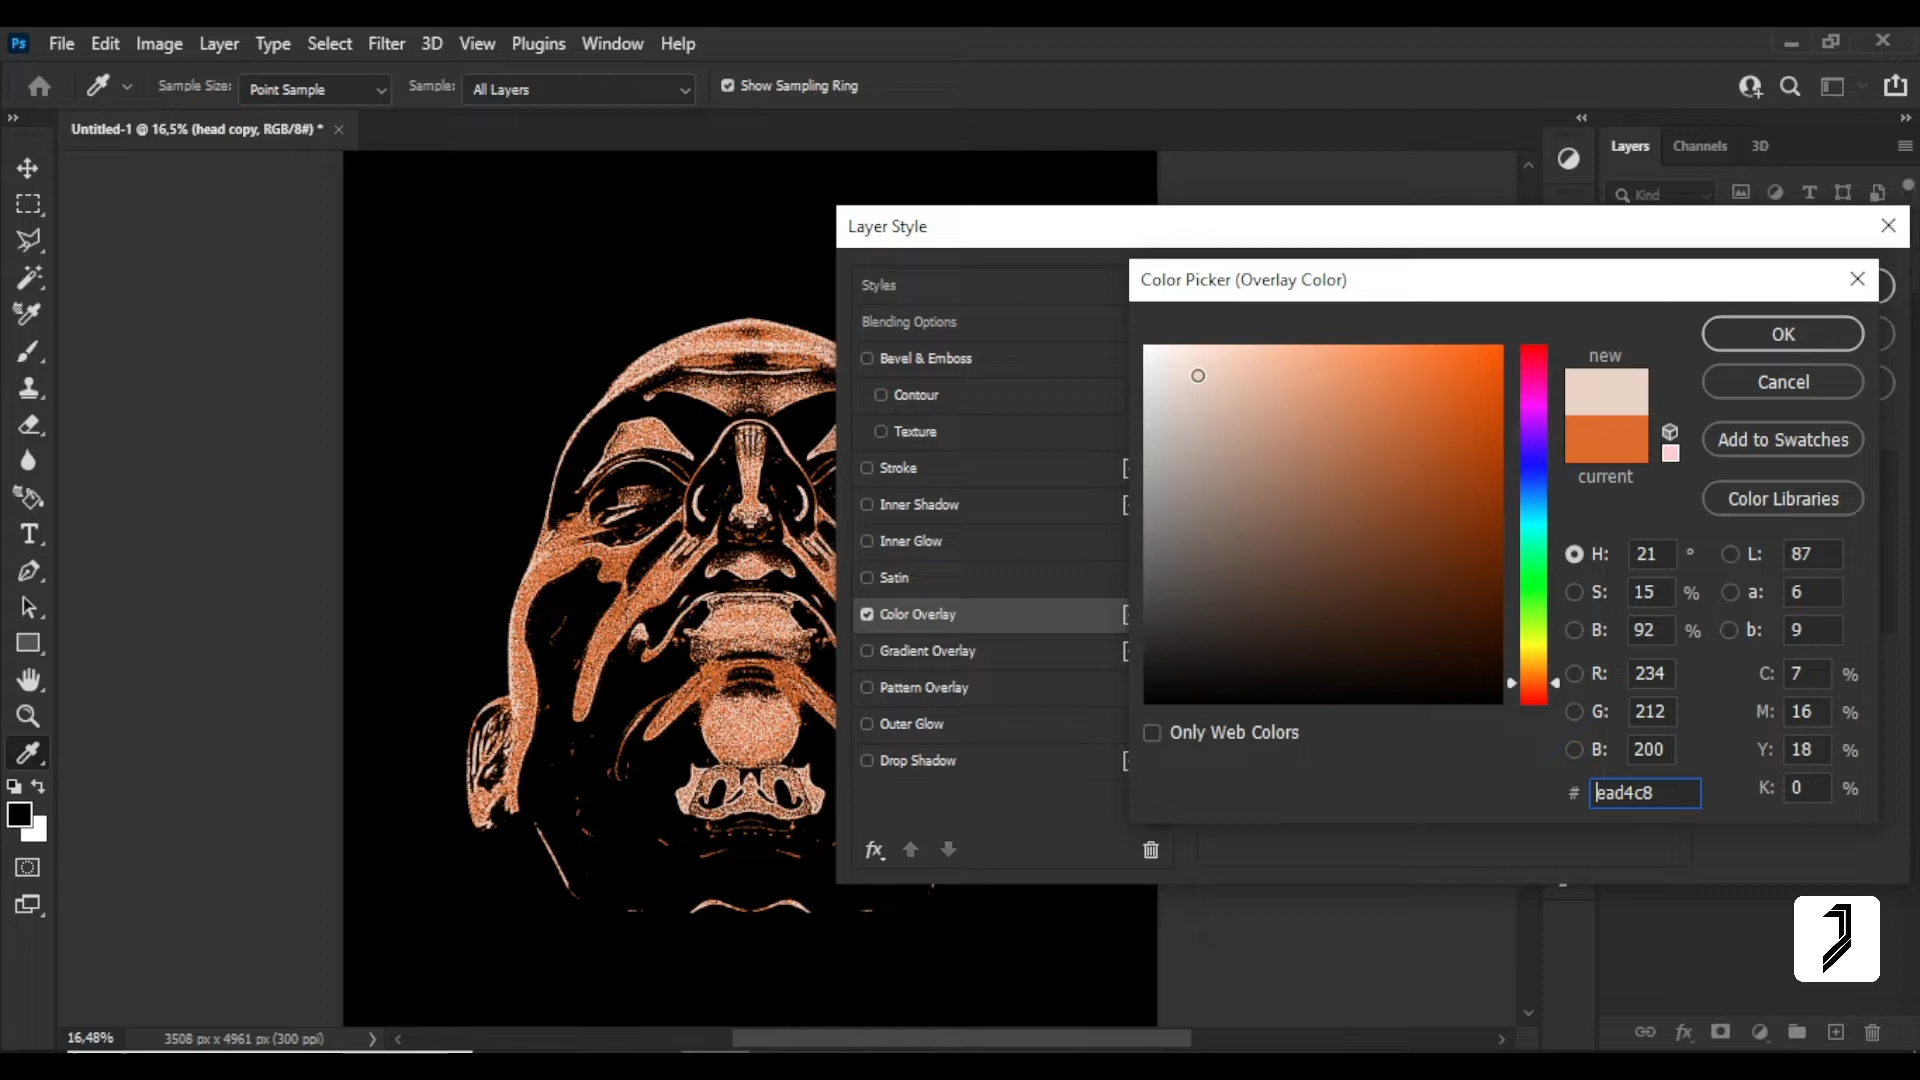 Ps File Edit Image Layer Type Select Filter 3D View Plugins Window Help
Sample Size: Point Sample Sample: All Layers Show Sampling Ring
Untitled-1 @ 16,5% (head copy, RGB/8#) *
Layers Channels 3D
Kind
Layer Style
Color Picker (Overlay Color)
Styles
Blending Options
Bevel & Emboss
Contour
Texture
Stroke
Inner Shadow
Inner Glow
Satin
Color Overlay
Gradient Overlay
Pattern Overlay
Outer Glow
Drop Shadow
fx
new
current
OK
Cancel
Add to Swatches
Color Libraries
H: 21 ° L: 87
S: 15 % a: 6
B: 92 % b: 9
R: 234 C: 7 %
G: 212 M: 16 %
B: 200 Y: 18 %
# ead4c8 K: 0 %
Only Web Colors
16,48% 3508 px x 4961 px (300 ppi)
fx